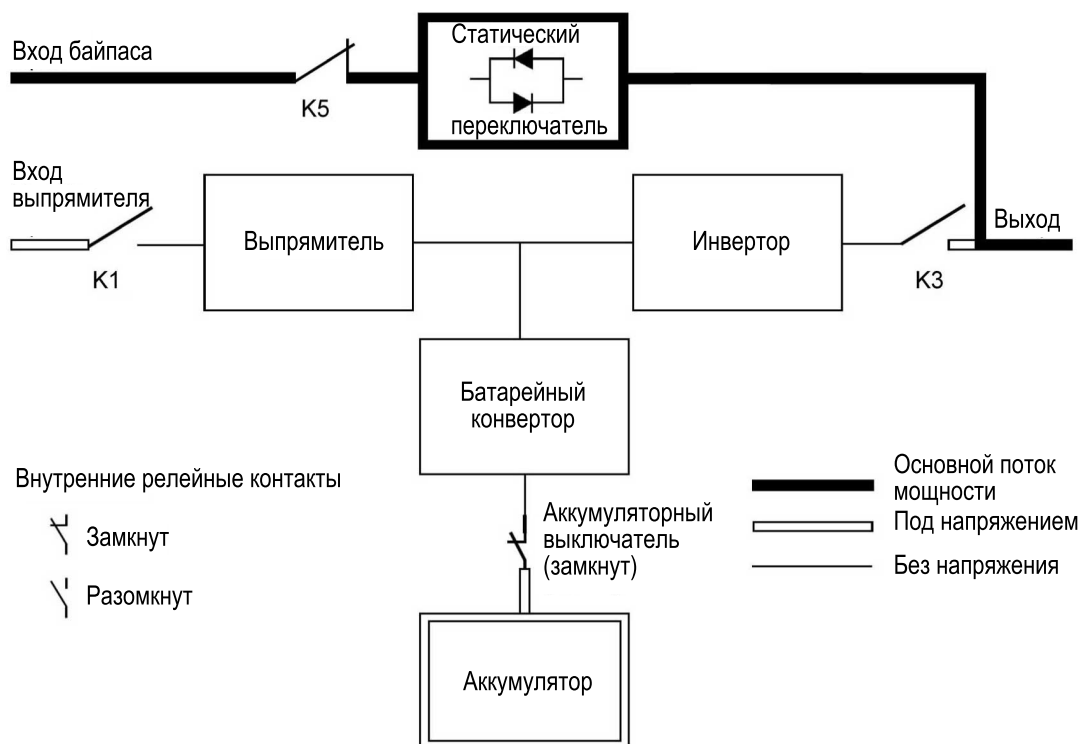 Вход байпаса
K5
Статический
переключатель
Вход
выпрямителя
K1
Выпрямитель
Инвертор
K3
Выход
Батарейный
конвертор
Внутренние релейные контакты
Замкнут
Разомкнут
Аккумуляторный
выключатель
(замкнут)
Аккумулятор
Основной поток
мощности
Под напряжением
Без напряжения